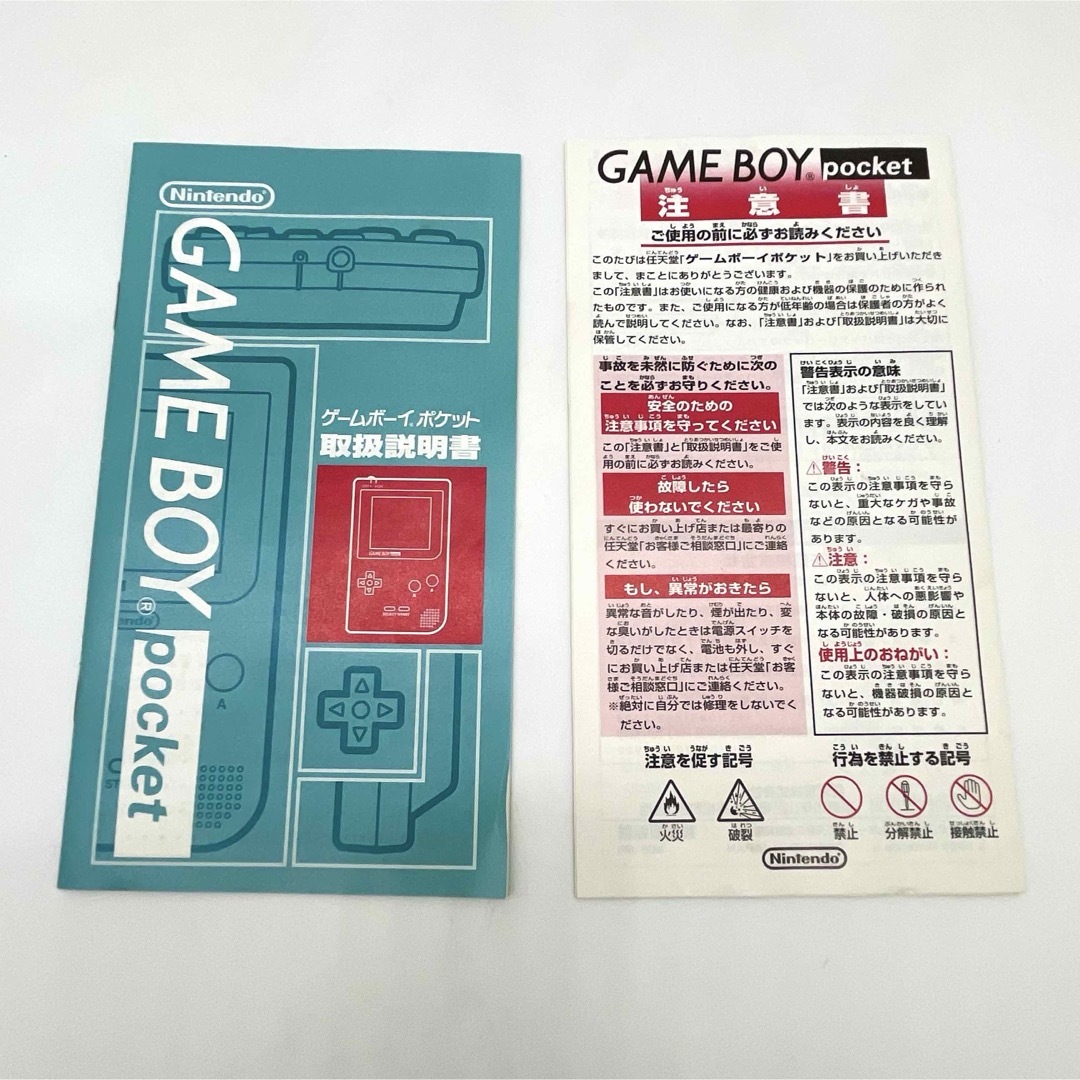 Nintendo®
GAME BOY® pocket
ゲームボーイ®ポケット
取扱説明書
GAME BOY
A
Nintendo
A
GAME BOY® pocket
注意書
ご使用の前に必ずお読みください
このたびは任天堂「ゲームボーイポケット」をお買い上げいただき
まして、まことにありがとうございます。
この「注意書」はお使いになる方の健康および機器の保護のために作られ
たものです。また、ご使用になる方が低年齢の場合は保護者の方がよく
読んで説明してください。なお、「注意書」および「取扱説明書」は大切に
保管してください。
事故を未然に防ぐために次の
ことを必ずお守りください。
安全のための
注意事項を守ってください
この「注意書」と「取扱説明書」をご使
用の前に必ずお読みください。
故障したら
使わないでください
すぐにお買い上げ店または最寄りの
任天堂「お客様ご相談窓口」にご連絡
ください。
もし、異常がおきたら
異常な音がしたり、煙が出たり、変
な臭いがしたときは電源スイッチを
切るだけでなく、電池も外し、すぐ
にお買い上げ店または任天堂「お客
様ご相談窓口」にご連絡ください。
※絶対に自分では修理をしないでく
ださい。
警告表示の意味
「注意書」および「取扱説明書」
では次のような表示をしてい
ます。表示の内容を良く理解
し、本文をお読みください。
⚠警告：
この表示の注意事項を守ら
ないと、重大なケガや事故
などの原因となる可能性が
あります。
⚠注意：
この表示の注意事項を守ら
ないと、人体への悪影響や
本体の故障・破損の原因と
なる可能性があります。
使用上のおねがい：
この表示の注意事項を守ら
ないと、機器破損の原因と
なる可能性があります。
注意を促す記号
火災
破裂
行為を禁止する記号
禁止
分解禁止
接触禁止
Nintendo®